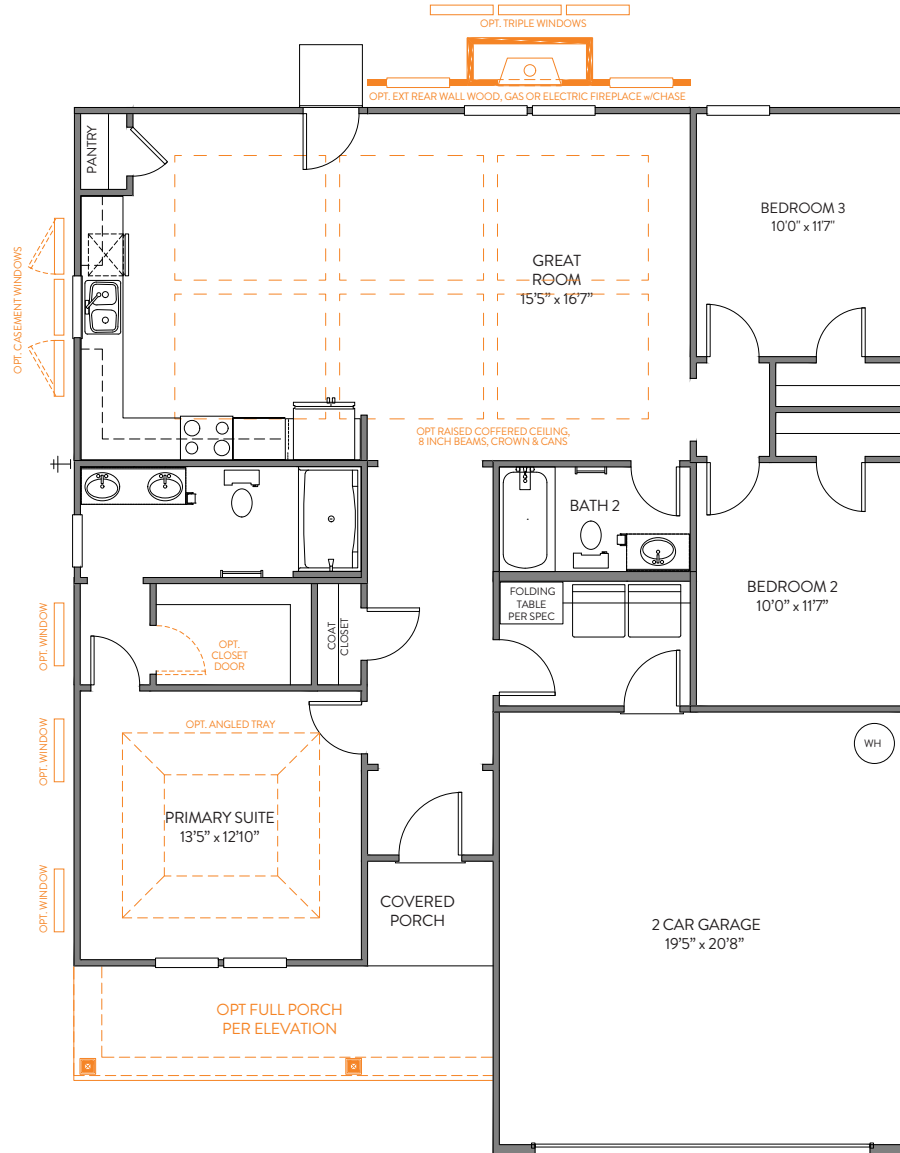 OPT. TRIPLE WINDOWS
OPT. EXT REAR WALL WOOD, GAS OR ELECTRIC FIREPLACE w/CHASE
PANTRY
BEDROOM 3
10'0" x 11'7"
GREAT
ROOM
15'5" x 16'7"
OPT. CASEMENT WINDOWS
OPT RAISED COFFERED CEILING,
8 INCH BEAMS, CROWN & CANS
BATH 2
FOLDING
TABLE
PER SPEC
BEDROOM 2
10'0" x 11'7"
OPT. WINDOW
OPT.
CLOSET
DOOR
COAT
CLOSET
OPT. WINDOW
OPT. ANGLED TRAY
WH
PRIMARY SUITE
13'5" x 12'10"
OPT. WINDOW
COVERED
PORCH
2 CAR GARAGE
19'5" x 20'8"
OPT FULL PORCH
PER ELEVATION